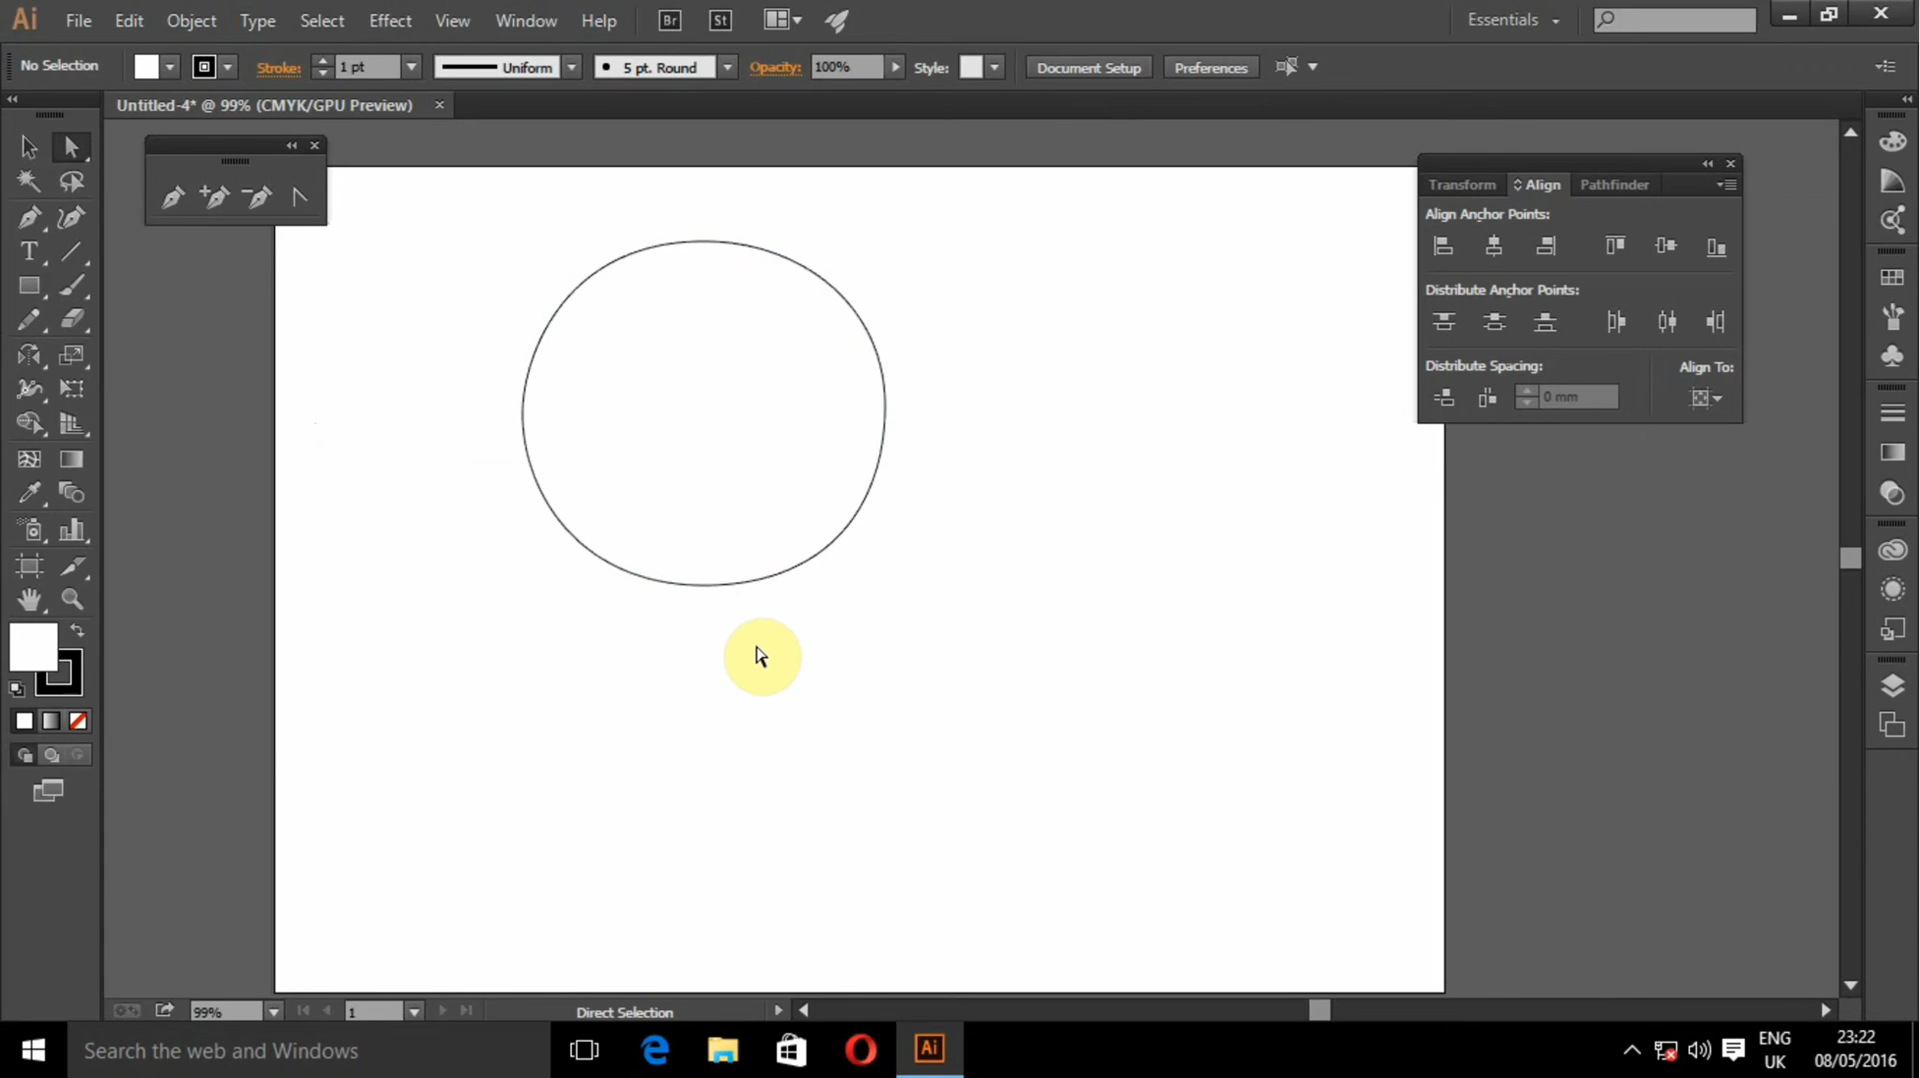 Ai File Edit Object Type Select Effect View Window Help Br St Essentials
No Selection Stroke: 1 pt Uniform 5 pt. Round Opacity: 100% Style: Document Setup Preferences
Untitled-4* @ 99% (CMYK/GPU Preview)
Transform Align Pathfinder
Align Anchor Points:
Distribute Anchor Points:
Distribute Spacing: Align To:
0 mm
T
99% 1 Direct Selection
Search the web and Windows Ai ENG 23:22
UK 08/05/2016